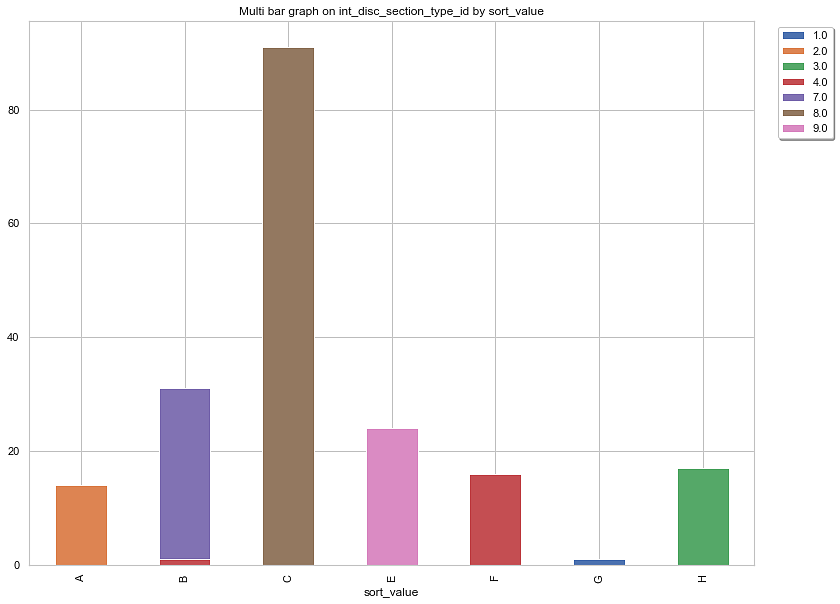 Multi bar graph on int_disc_section_type_id by sort_value
1.0
2.0
3.0
4.0
7.0
8.0
9.0
80
60
40
20
0
A
B
C
E
F
G
H
sort_value